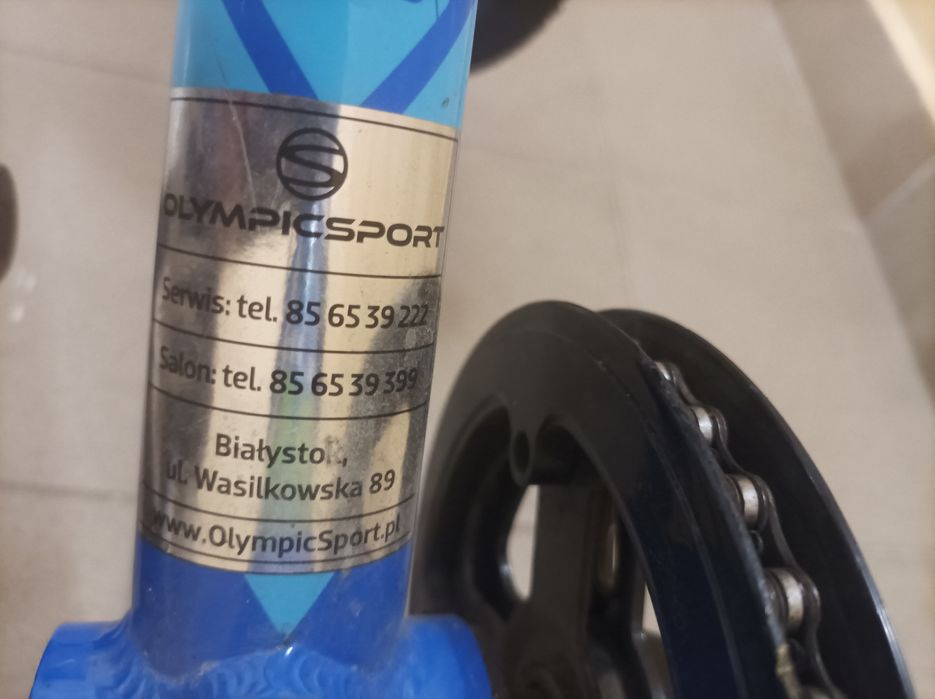 OLYMPICSPORT
Serwis: tel. 85 65 39 222
Salon: tel. 85 65 39 399
ul. Wasilkowska 89
www.OlympicSport.pl